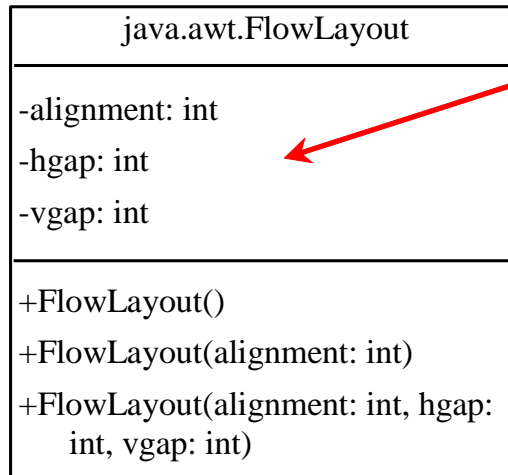 java.awt.FlowLayout
-alignment: int
-hgap: int
-vgap: int
+FlowLayout()
+FlowLayout(alignment: int)
+FlowLayout(alignment: int, hgap:
int, vgap: int)